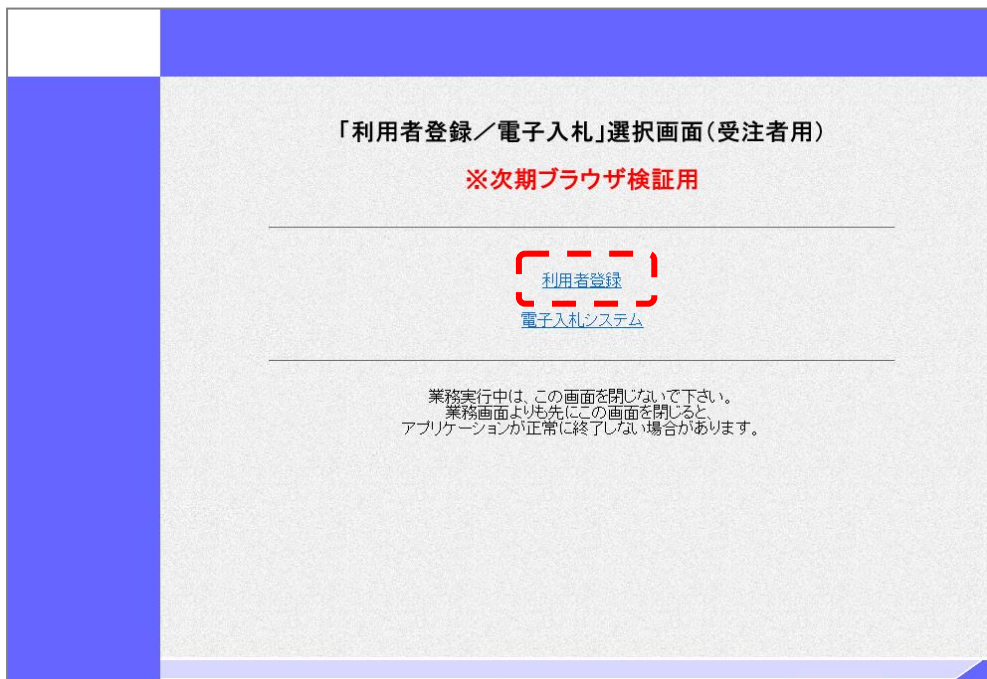 「利用者登録／電子入札」選択画面（受注者用）
※次期ブラウザ検証用
利用者登録
電子入札システム
業務実行中は、この画面を閉じないで下さい。
業務画面よりも先にこの画面を閉じると、
アプリケーションが正常に終了しない場合があります。